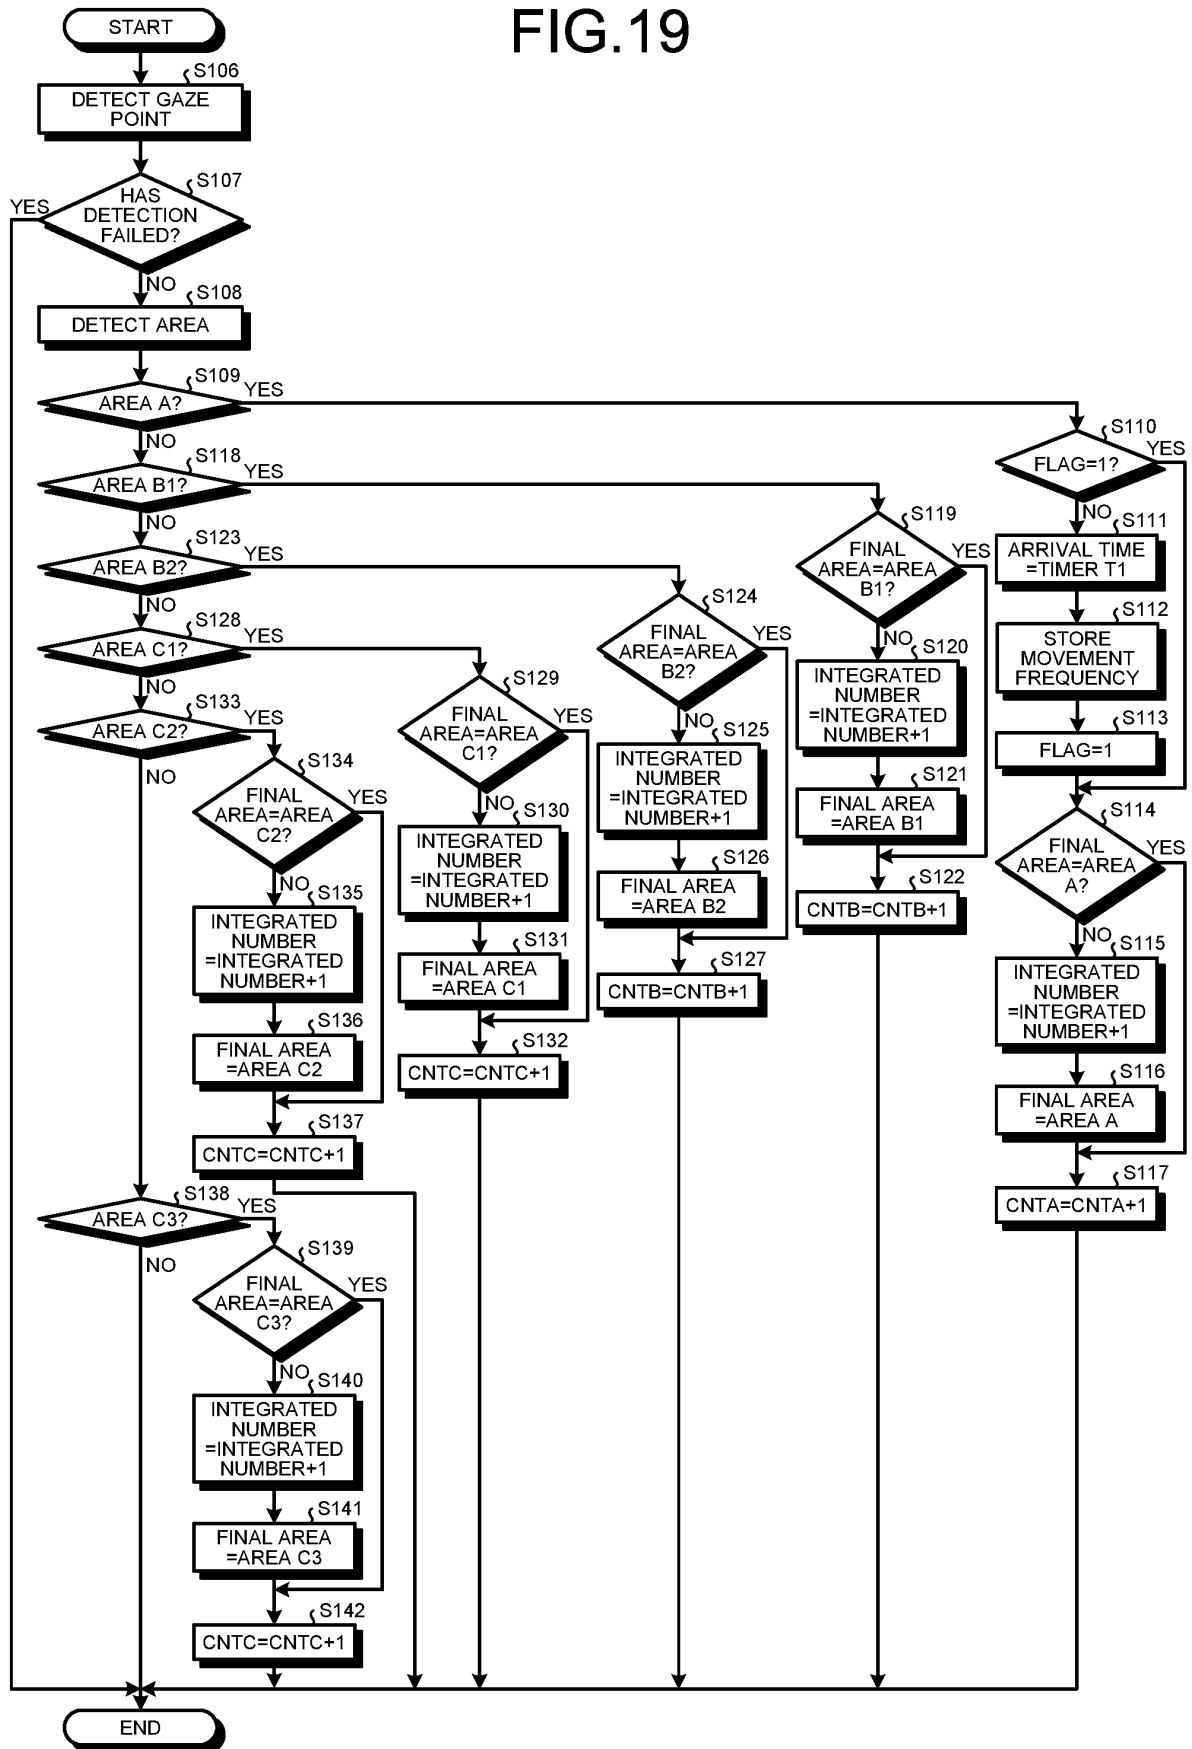 FIG.19
START
S106
DETECT GAZE
POINT
S107
HAS
DETECTION
FAILED?
YES
NO
S108
DETECT AREA
S109
AREA A?
YES
NO
S118
AREA B1?
YES
NO
S123
AREA B2?
YES
NO
S128
AREA C1?
YES
NO
S133
AREA C2?
YES
NO
S134
FINAL
AREA=AREA
C2?
YES
NO
S135
INTEGRATED
NUMBER
=INTEGRATED
NUMBER+1
S136
FINAL AREA
=AREA C2
S137
CNTC=CNTC+1
S138
AREA C3?
YES
NO
S139
FINAL
AREA=AREA
C3?
YES
NO
S140
INTEGRATED
NUMBER
=INTEGRATED
NUMBER+1
S141
FINAL AREA
=AREA C3
S142
CNTC=CNTC+1
END
S129
FINAL
AREA=AREA
C1?
YES
NO
S130
INTEGRATED
NUMBER
=INTEGRATED
NUMBER+1
S131
FINAL AREA
=AREA C1
S132
CNTC=CNTC+1
S124
FINAL
AREA=AREA
B2?
YES
NO
S125
INTEGRATED
NUMBER
=INTEGRATED
NUMBER+1
S126
FINAL AREA
=AREA B2
S127
CNTB=CNTB+1
S119
FINAL
AREA=AREA
B1?
YES
NO
S120
INTEGRATED
NUMBER
=INTEGRATED
NUMBER+1
S121
FINAL AREA
=AREA B1
S122
CNTB=CNTB+1
S110
FLAG=1?
YES
NO
S111
ARRIVAL TIME
=TIMER T1
S112
STORE
MOVEMENT
FREQUENCY
S113
FLAG=1
S114
FINAL
AREA=AREA
A?
YES
NO
S115
INTEGRATED
NUMBER
=INTEGRATED
NUMBER+1
S116
FINAL AREA
=AREA A
S117
CNTA=CNTA+1